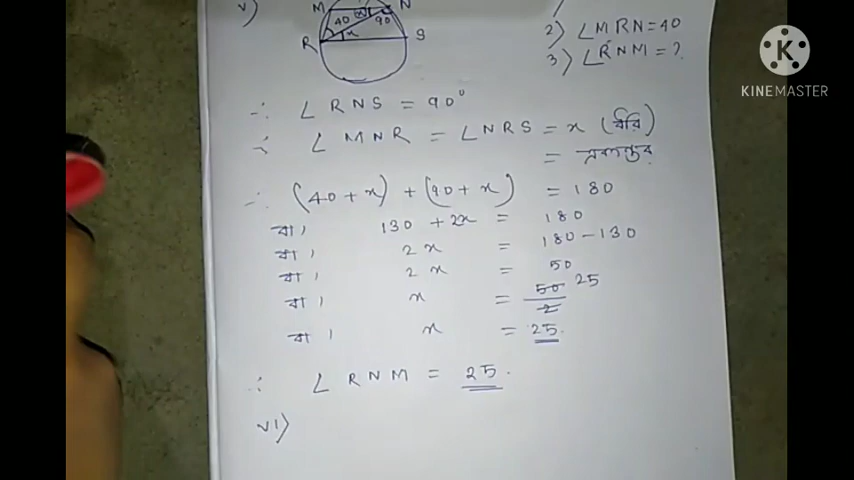 v)
M N
40 x 90
R x S
2) ∠MRN=40
3) ∠RNM = ?
KINEMASTER
∴ ∠RNS = 90°
∴ ∠MNR = ∠NRS = x (ধরি)
= একান্তর
∴ (40+x) + (90+x) = 180
বা, 130 + 2x = 180
বা, 2x = 180-130
বা, 2x = 50
বা, x = 50/2 25
বা, x = 25.
∴ ∠RNM = 25.
VI)